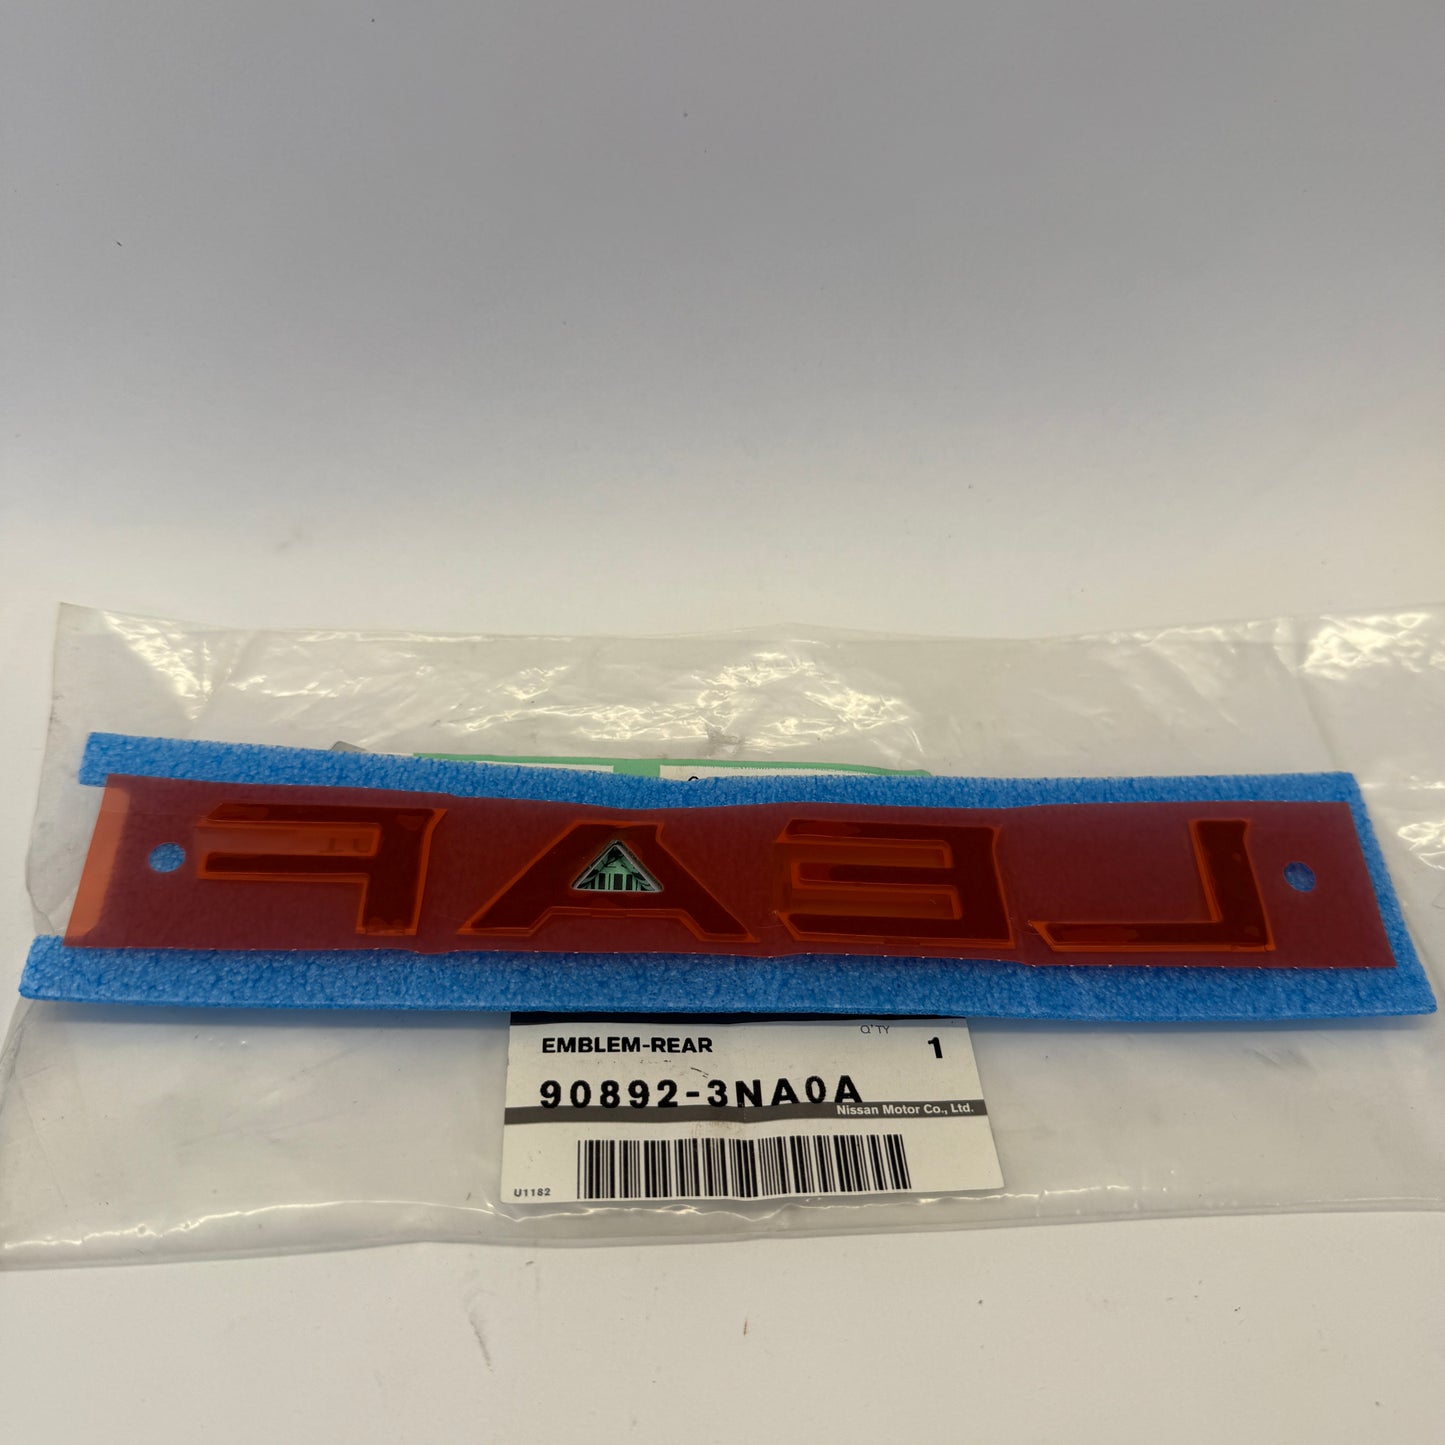 LEAF
EMBLEM-REAR
Q'TY
1
90892-3NA0A
Nissan Motor Co., Ltd.
U1182